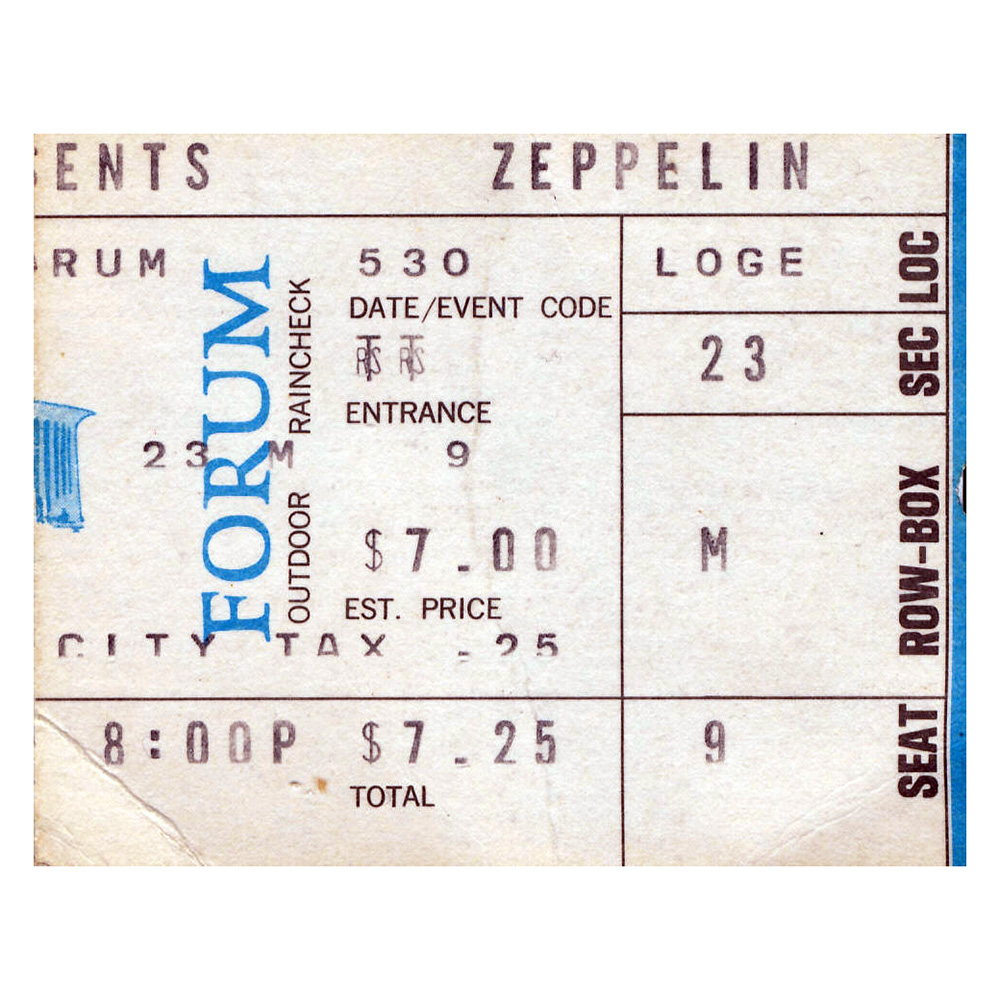 ENTS ZEPPELIN
RUM 530 LOGE
DATE/EVENT CODE
23
ENTRANCE
23 M 9
$7.00 M
EST. PRICE
CITY TAX .25
8:00P $7.25 9
TOTAL
FORUM
OUTDOOR RAINCHECK
SEC LOC
ROW-BOX
SEAT